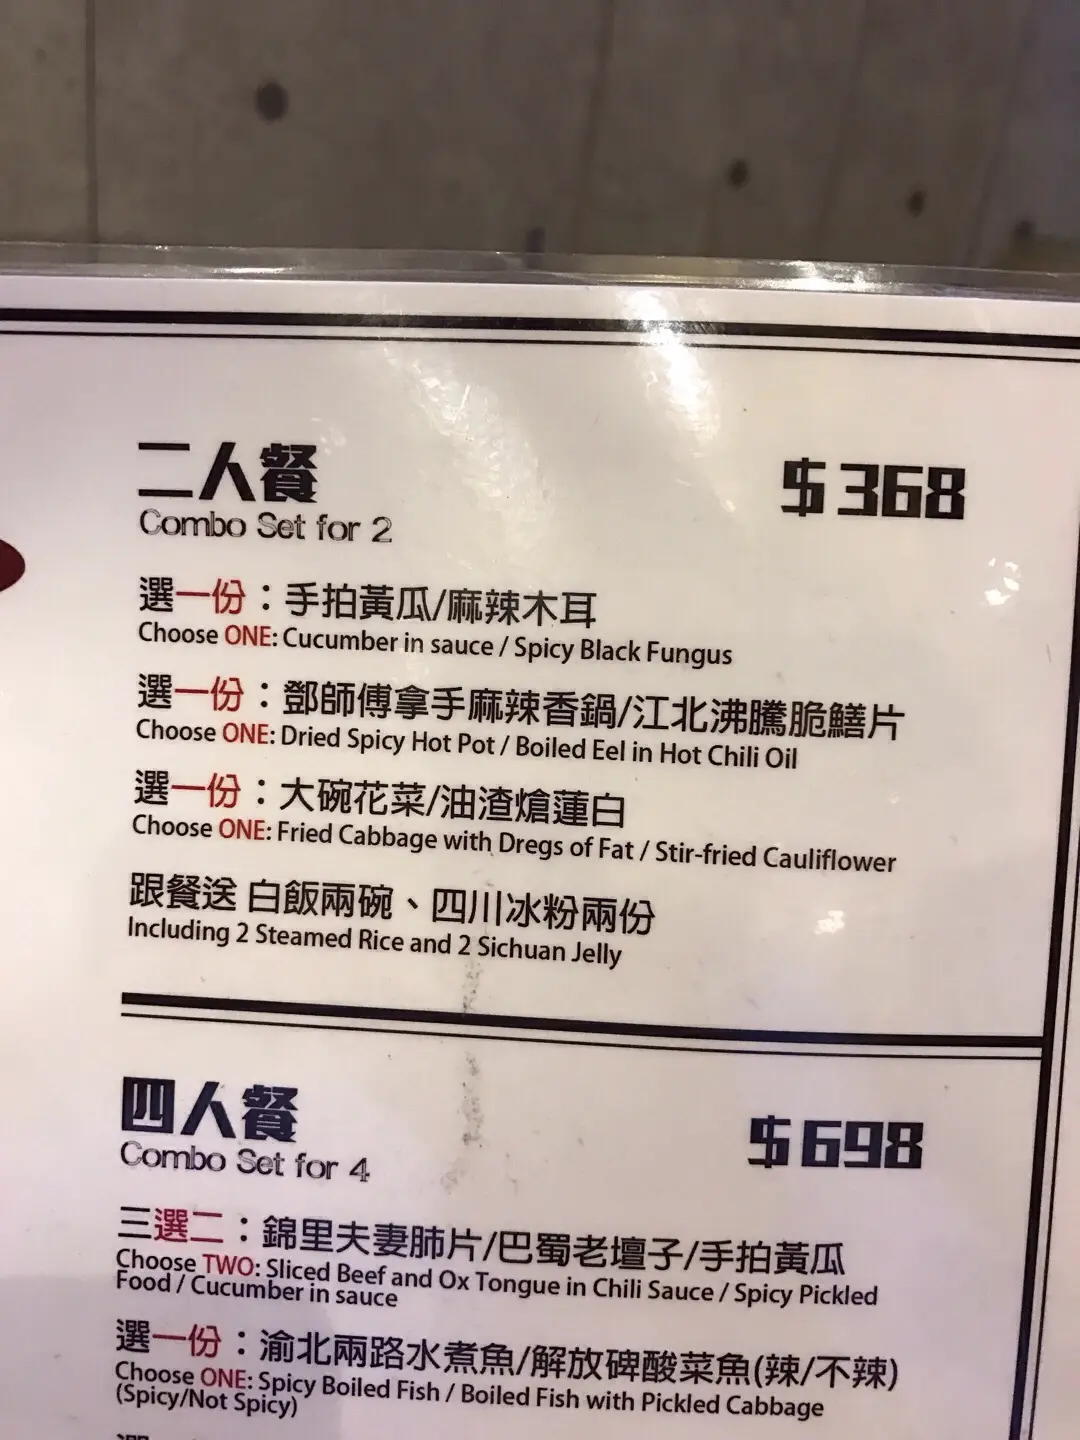 二人餐
$368
Combo Set for 2
選一份：手拍黃瓜/麻辣木耳
Choose ONE: Cucumber in sauce / Spicy Black Fungus
選一份：鄧師傅拿手麻辣香鍋/江北沸騰脆鱔片
Choose ONE: Dried Spicy Hot Pot / Boiled Eel in Hot Chili Oil
選一份：大碗花菜/油渣熗蓮白
Choose ONE: Fried Cabbage with Dregs of Fat / Stir-fried Cauliflower
跟餐送 白飯兩碗、四川冰粉兩份
Including 2 Steamed Rice and 2 Sichuan Jelly
四人餐
$698
Combo Set for 4
三選二：錦里夫妻肺片/巴蜀老壇子/手拍黃瓜
Choose TWO: Sliced Beef and Ox Tongue in Chili Sauce / Spicy Pickled
Food / Cucumber in sauce
選一份：渝北兩路水煮魚/解放碑酸菜魚(辣/不辣)
Choose ONE: Spicy Boiled Fish / Boiled Fish with Pickled Cabbage
(Spicy/Not Spicy)